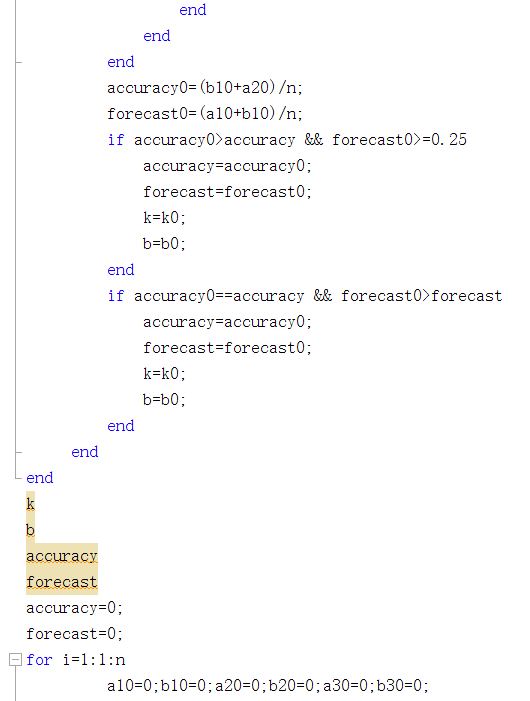 end
end
end
accuracy0=(b10+a20)/n;
forecast0=(a10+b10)/n;
if accuracy0>accuracy && forecast0>=0.25
accuracy=accuracy0;
forecast=forecast0;
k=k0;
b=b0;
end
if accuracy0==accuracy && forecast0>forecast
accuracy=accuracy0;
forecast=forecast0;
k=k0;
b=b0;
end
end
end
k
b
accuracy
forecast
accuracy=0;
forecast=0;
for i=1:1:n
a10=0;b10=0;a20=0;b20=0;a30=0;b30=0;